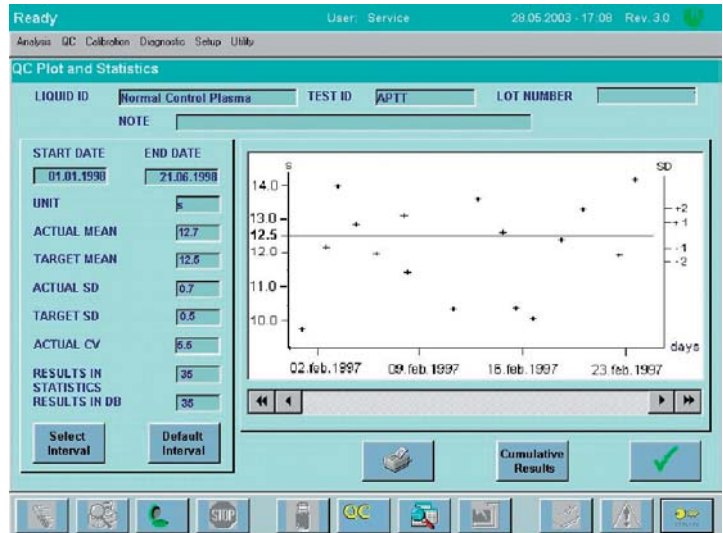 Ready User: Service 28.05.2003 - 17:08 Rev. 3.0
Analysis QC Calibration Diagnostic Setup Utility
QC Plot and Statistics
LIQUID ID Normal Control Plasma TEST ID APTT LOT NUMBER
NOTE
START DATE END DATE
01.01.1998 21.06.1998
UNIT s
ACTUAL MEAN 12.7
TARGET MEAN 12.5
ACTUAL SD 0.7
TARGET SD 0.5
ACTUAL CV 5.5
RESULTS IN
STATISTICS 35
RESULTS IN DB 35
Select
Interval
Default
Interval
s SD
14.0
13.0
12.5
12.0
11.0
10.0
+2
+1
-1
-2
days
02.feb.1997 09.feb.1997 16.feb.1997 23.feb.1997
Cumulative
Results
STOP QC